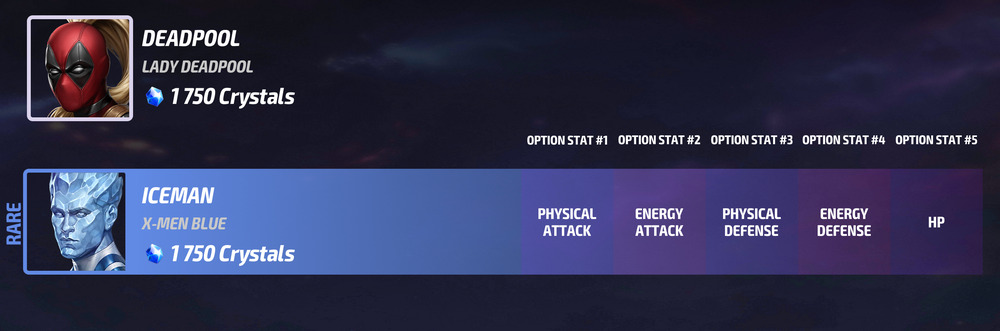 DEADPOOL
LADY DEADPOOL
1 750 Crystals
OPTION STAT #1 OPTION STAT #2 OPTION STAT #3 OPTION STAT #4 OPTION STAT #5
RARE
ICEMAN
X-MEN BLUE
1 750 Crystals
PHYSICAL ATTACK
ENERGY ATTACK
PHYSICAL DEFENSE
ENERGY DEFENSE
HP